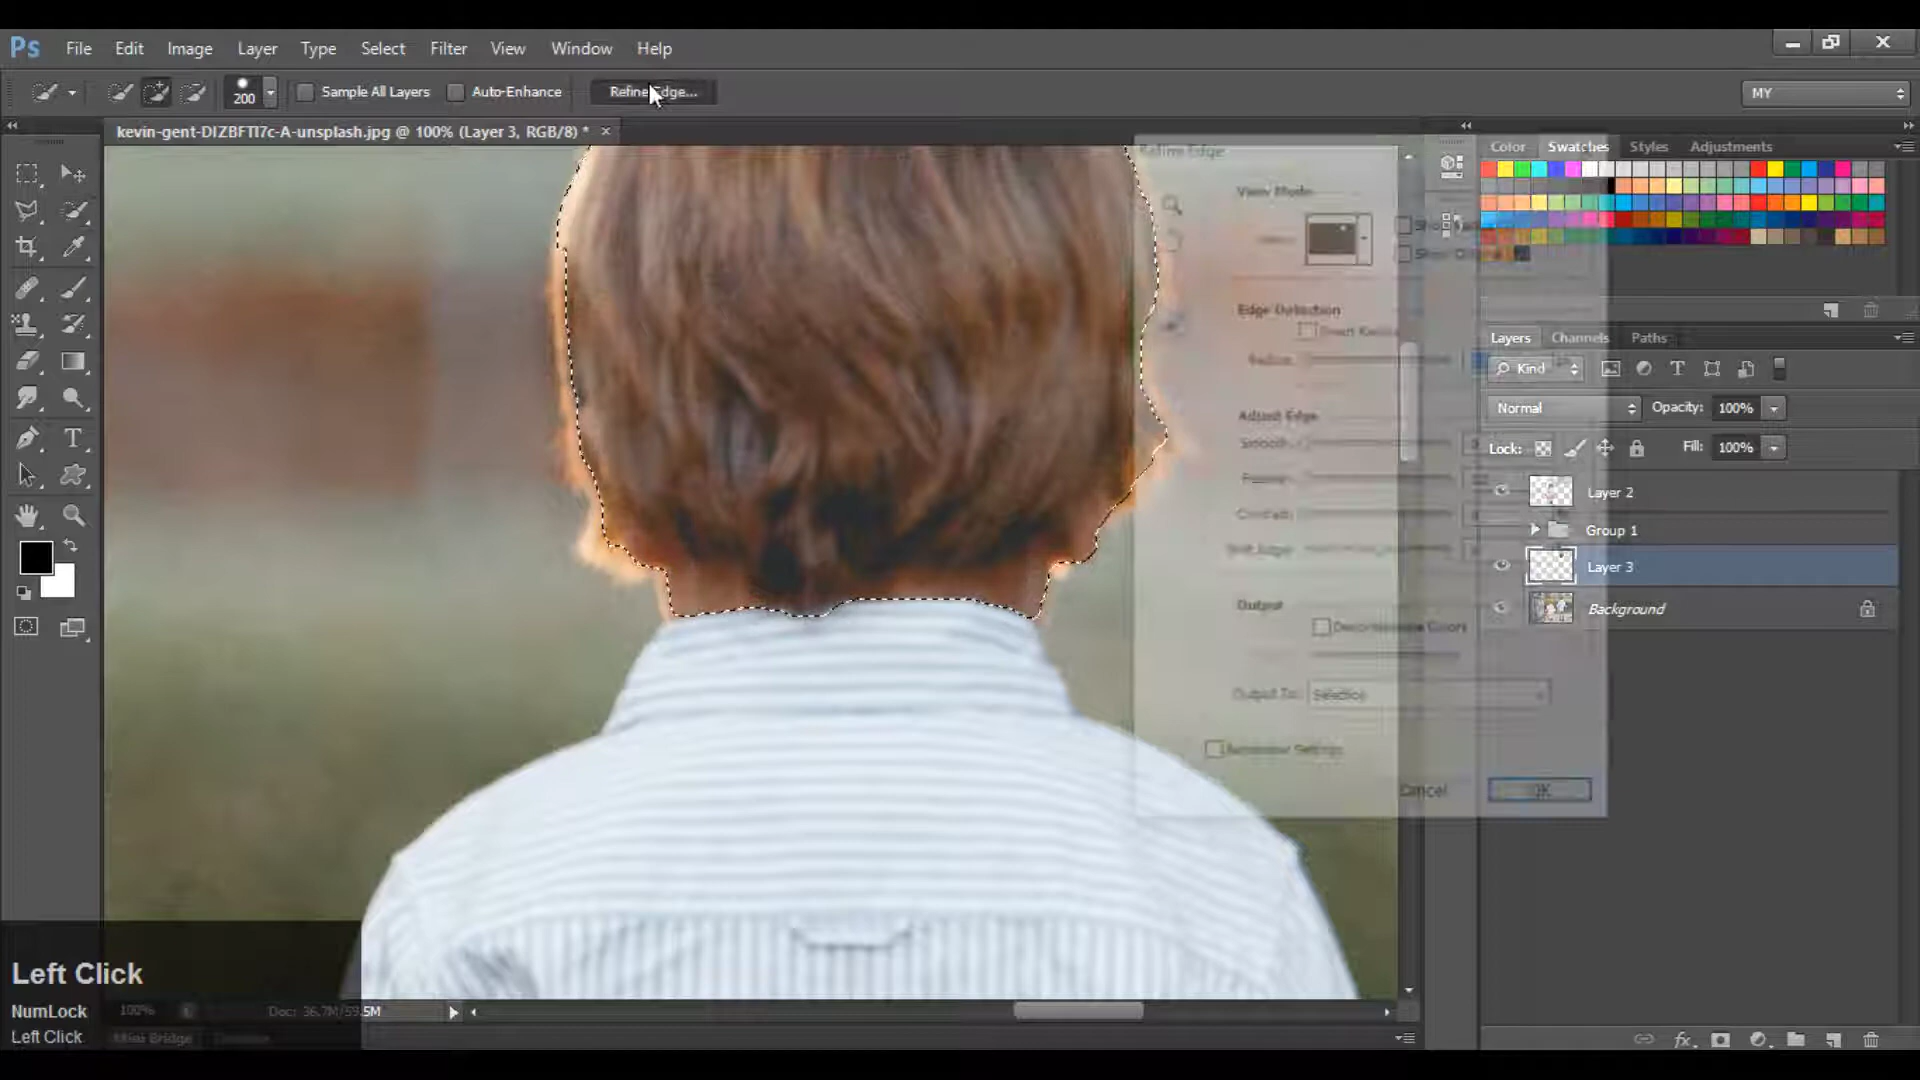 Ps File Edit Image Layer Type Select Filter View Window Help
200 Sample All Layers Auto-Enhance Refine Edge... MY
kevin-gent-DIZBFTl7c-A-unsplash.jpg @ 100% (Layer 3, RGB/8) * ×
Color Swatches Styles Adjustments
Refine Edge
View Mode
Edge Detection
Radius:
Adjust Edge
Smooth:
Contrast:
Shift Edge:
Output
Decontaminate Colors
Output To: Selection
Remember Settings
Cancel OK
Layers Channels Paths
Kind
Normal Opacity: 100%
Lock: Fill: 100%
Layer 2
Group 1
Layer 3
Background
Left Click
NumLock
Left Click
100% Doc: 36.7M/59.5M
Mini Bridge
fx